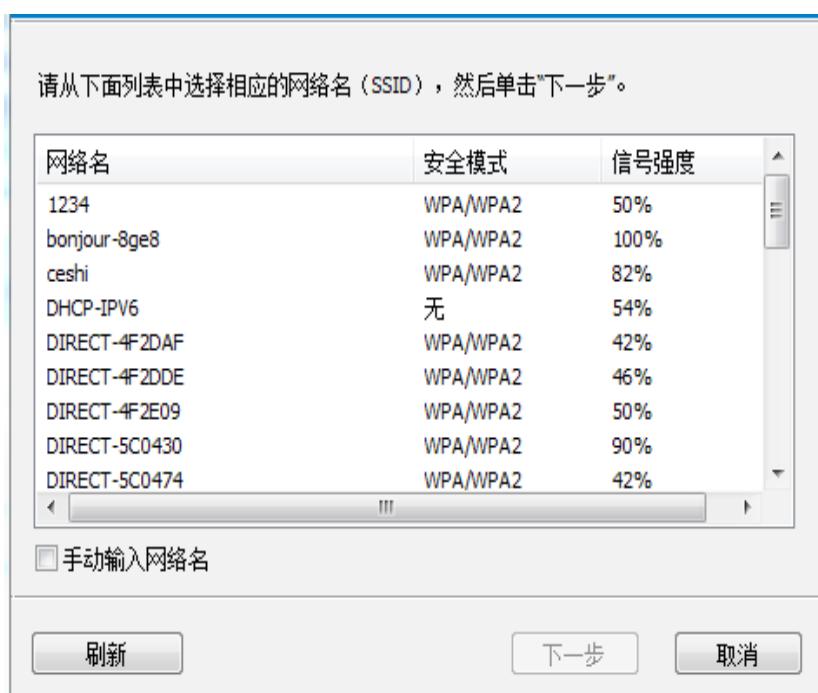 请从下面列表中选择相应的网络名（SSID），然后单击"下一步"。
网络名 安全模式 信号强度
1234 WPA/WPA2 50%
bonjour-8ge8 WPA/WPA2 100%
ceshi WPA/WPA2 82%
DHCP-IPV6 无 54%
DIRECT-4F2DAF WPA/WPA2 42%
DIRECT-4F2DDE WPA/WPA2 46%
DIRECT-4F2E09 WPA/WPA2 50%
DIRECT-5C0430 WPA/WPA2 90%
DIRECT-5C0474 WPA/WPA2 42%
手动输入网络名
刷新 下一步 取消